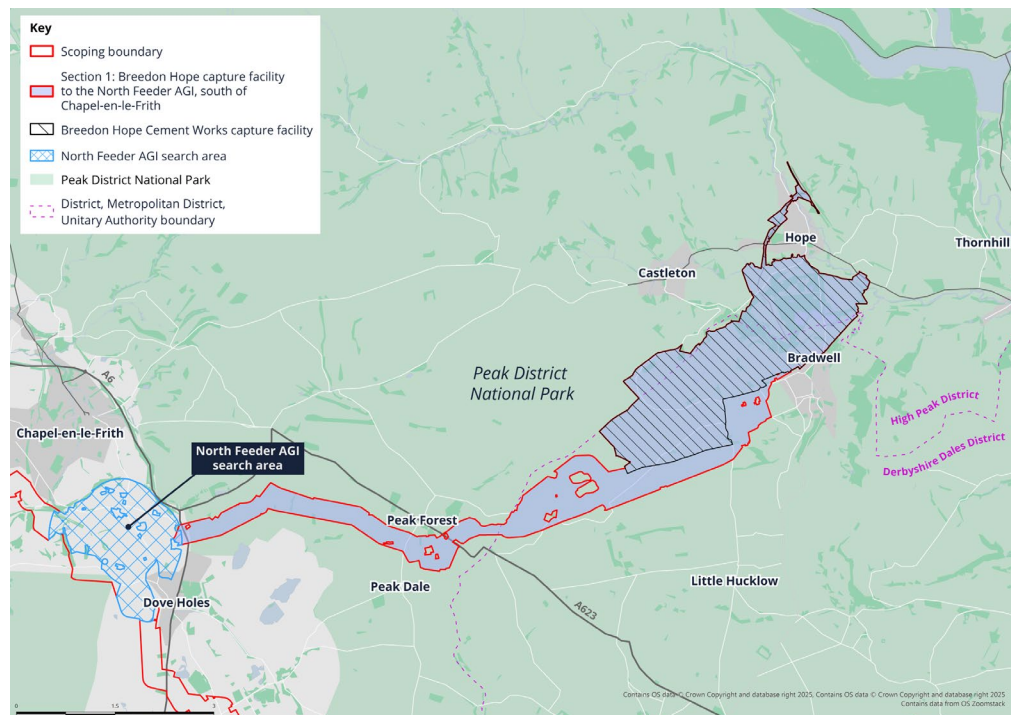 Key
Scoping boundary
Section 1: Breedon Hope capture facility
to the North Feeder AGI, south of
Chapel-en-le-Frith
Breedon Hope Cement Works capture facility
North Feeder AGI search area
Peak District National Park
District, Metropolitan District,
Unitary Authority boundary
Hope
Thornhill
Castleton
Bradwell
Peak District
National Park
High Peak District
Derbyshire Dales District
A6
Chapel-en-le-Frith
North Feeder AGI
search area
Peak Forest
Peak Dale
Little Hucklow
Dove Holes
A623
Contains OS data © Crown Copyright and database right 2025, Contains OS data © Crown Copyright and database right 2025
Contains data from OS Zoomstack
0 1.5 3